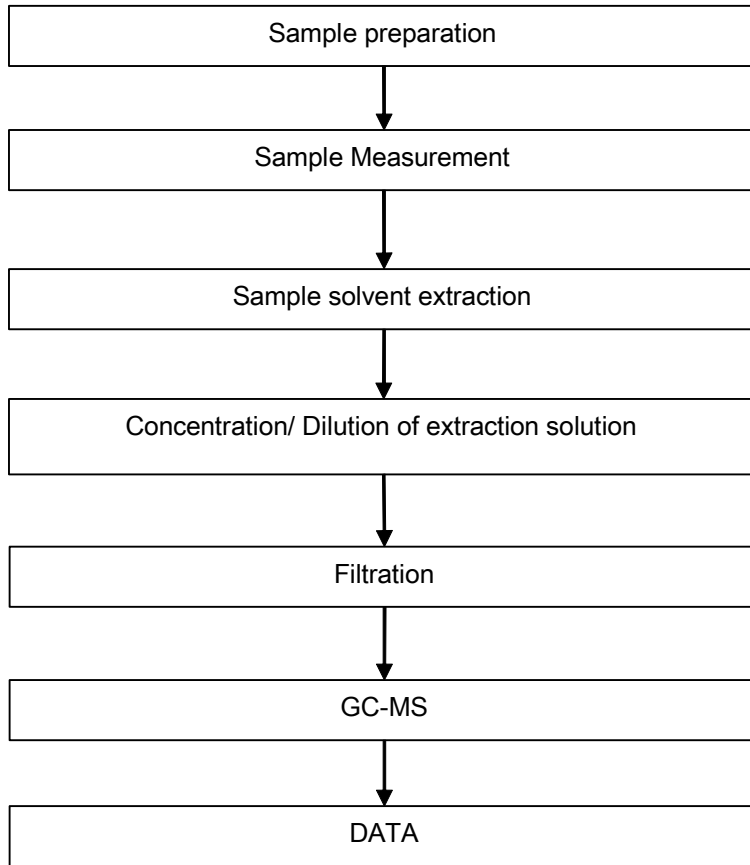 Sample preparation
Sample Measurement
Sample solvent extraction
Concentration/ Dilution of extraction solution
Filtration
GC-MS
DATA